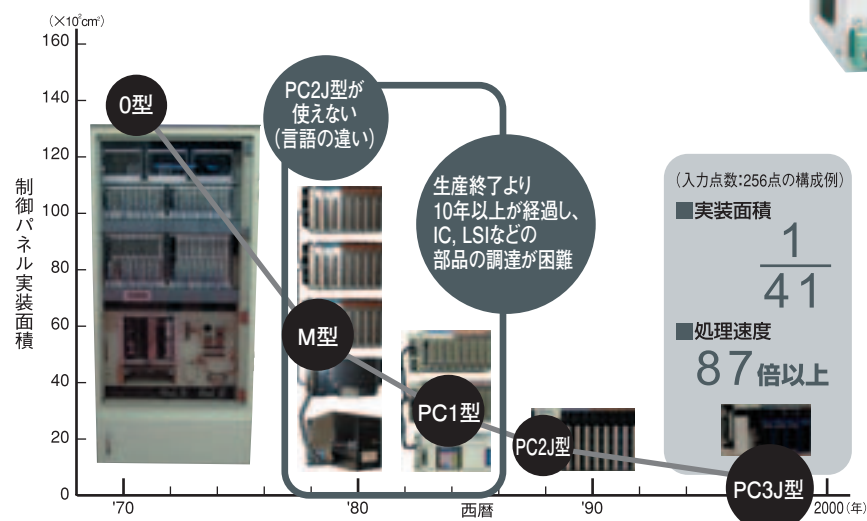 (×10²cm²)
160
140
120
100
80
60
40
20
0
制御パネル実装面積
0型
PC2J型が
使えない
(言語の違い)
生産終了より
10年以上が経過し、
IC, LSIなどの
部品の調達が困難
M型
PC1型
PC2J型
PC3J型
(入力点数:256点の構成例)
■実装面積
1
41
■処理速度
87倍以上
'70
'80
西暦
'90
2000(年)